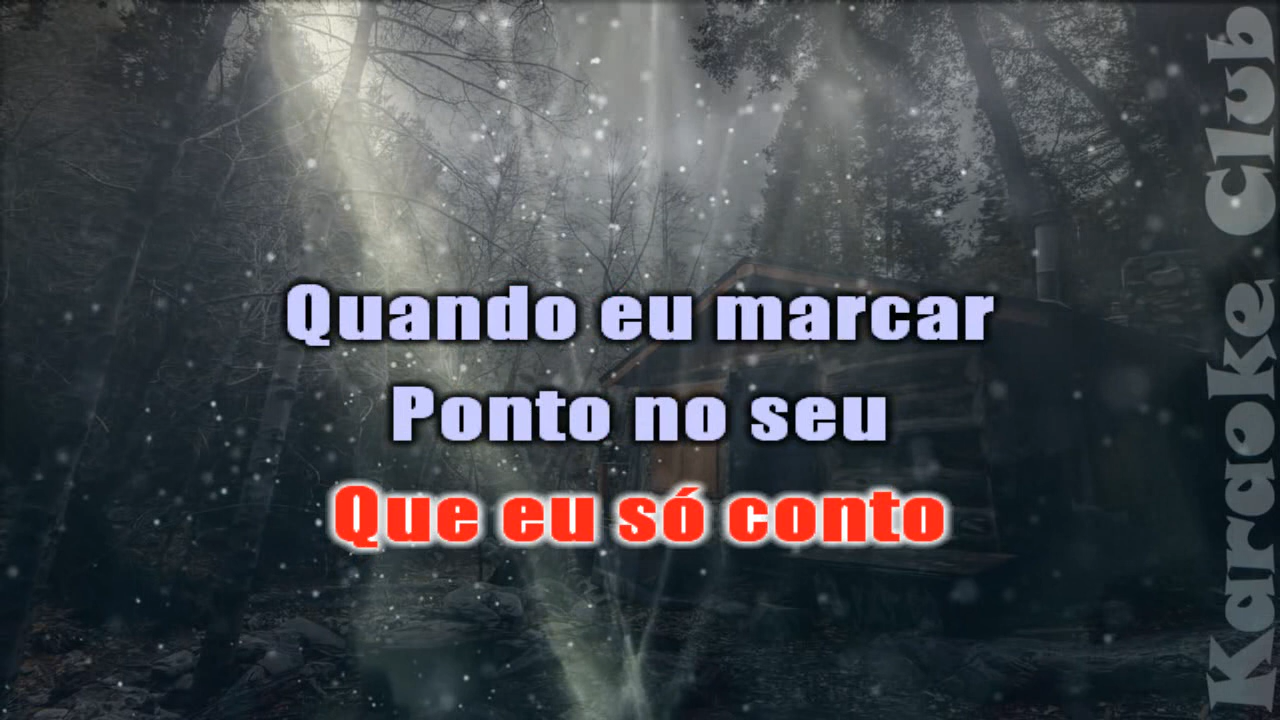 Quando eu marcar
Ponto no seu
Que eu só conto
Karaoke Club